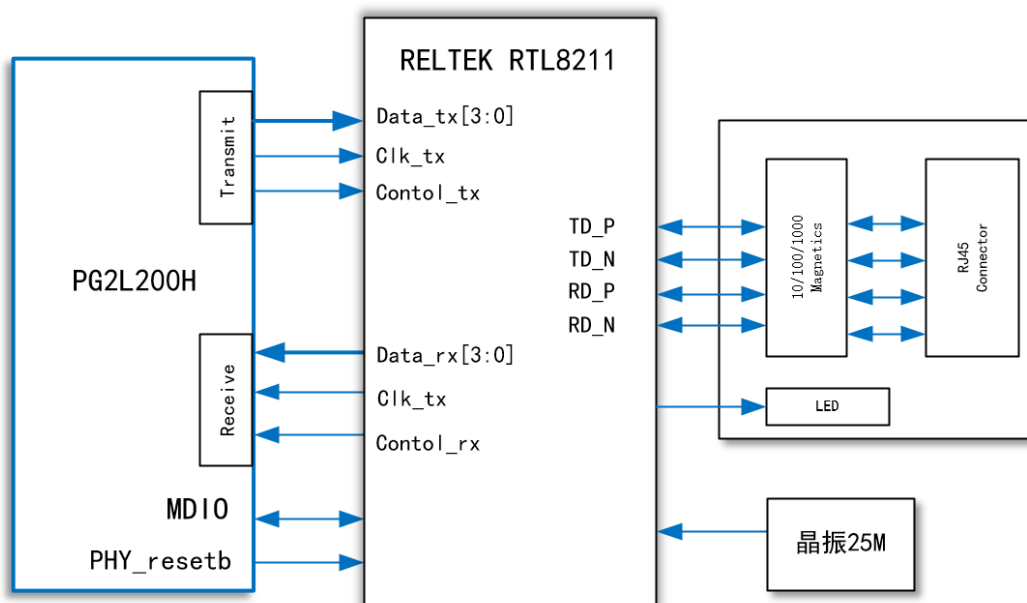 RELTEK RTL8211
PG2L200H
Transmit
Data_tx[3:0]
Clk_tx
Contol_tx
TD_P
TD_N
RD_P
RD_N
10/100/1000
Magnetics
RJ45
Connector
Receive
Data_rx[3:0]
Clk_tx
Contol_rx
LED
MDIO
PHY_resetb
晶振25M